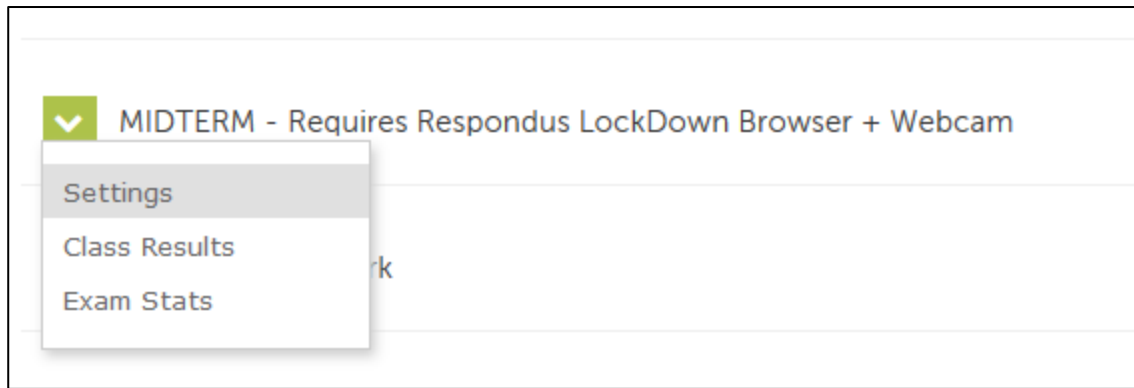 MIDTERM - Requires Respondus LockDown Browser + Webcam
Settings
Class Results
Exam Stats